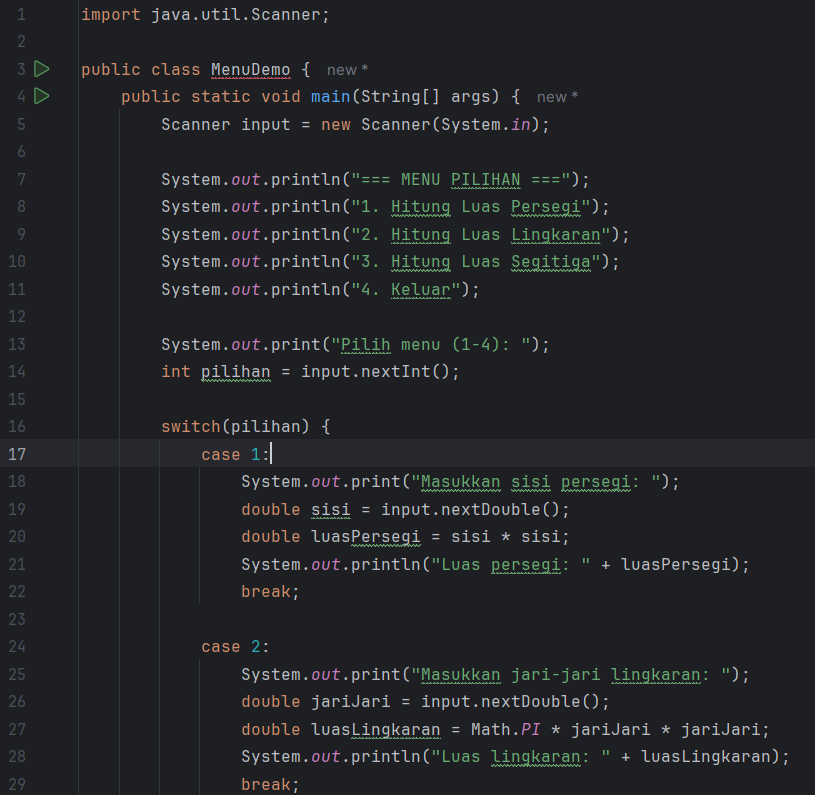 1 import java.util.Scanner;
2
3 public class MenuDemo { new *
4 public static void main(String[] args) { new *
5 Scanner input = new Scanner(System.in);
6
7 System.out.println("=== MENU PILIHAN ===");
8 System.out.println("1. Hitung Luas Persegi");
9 System.out.println("2. Hitung Luas Lingkaran");
10 System.out.println("3. Hitung Luas Segitiga");
11 System.out.println("4. Keluar");
12
13 System.out.print("Pilih menu (1-4): ");
14 int pilihan = input.nextInt();
15
16 switch(pilihan) {
17 case 1:
18 System.out.print("Masukkan sisi persegi: ");
19 double sisi = input.nextDouble();
20 double luasPersegi = sisi * sisi;
21 System.out.println("Luas persegi: " + luasPersegi);
22 break;
23
24 case 2:
25 System.out.print("Masukkan jari-jari lingkaran: ");
26 double jariJari = input.nextDouble();
27 double luasLingkaran = Math.PI * jariJari * jariJari;
28 System.out.println("Luas lingkaran: " + luasLingkaran);
29 break;